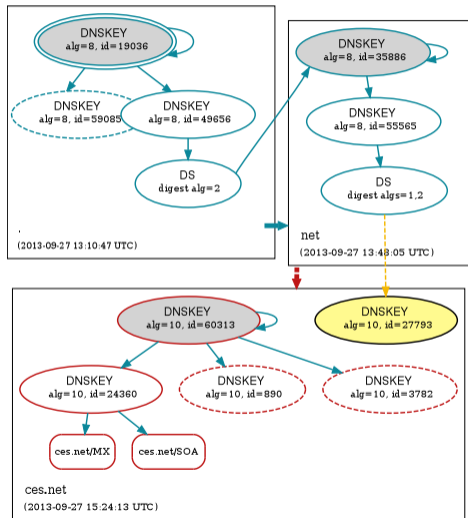 DNSKEY
alg=8, id=19036
DNSKEY
alg=8, id=59085
DNSKEY
alg=8, id=49656
DS
digest alg=2
.
(2013-09-27 13:10:47 UTC)
DNSKEY
alg=8, id=35886
DNSKEY
alg=8, id=55565
DS
digest algs=1,2
net
(2013-09-27 13:48:05 UTC)
DNSKEY
alg=10, id=60313
DNSKEY
alg=10, id=27793
DNSKEY
alg=10, id=24360
DNSKEY
alg=10, id=890
DNSKEY
alg=10, id=3782
ces.net/MX
ces.net/SOA
ces.net
(2013-09-27 15:24:13 UTC)